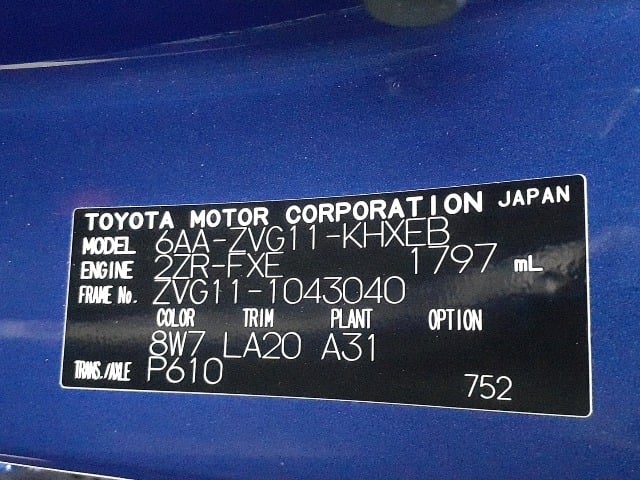 TOYOTA MOTOR CORPORATION JAPAN
MODEL 6AA-ZVG11-KHXEB
ENGINE 2ZR-FXE 1797 mL
FRAME No. ZVG11-1043040
COLOR TRIM PLANT OPTION
8W7 LA20 A31
TRANS./AXLE P610
752